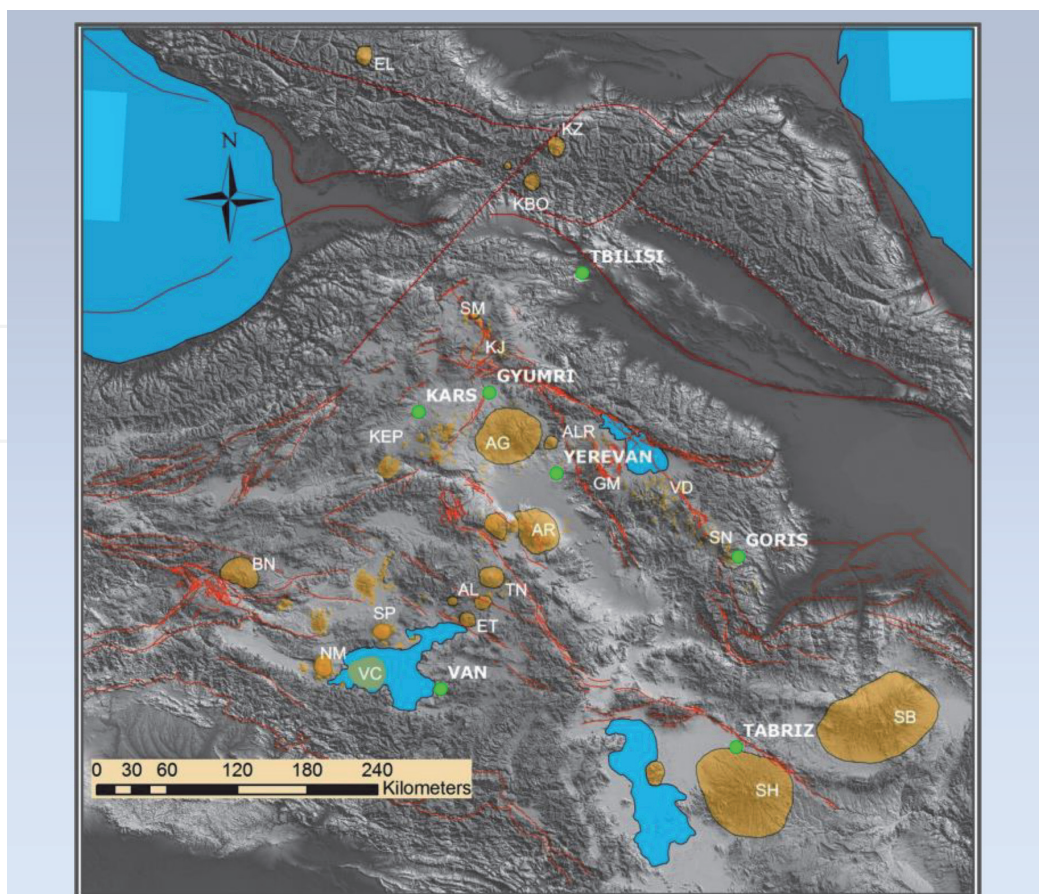 EL
N
KZ
KBO
TBILISI
SM
KJ
GYUMRI
KARS
KEP
AG
ALR
YEREVAN
GM
VD
AR
SN
GORIS
BN
AL
TN
SP
ET
NM
VC
VAN
SB
TABRIZ
SH
0 30 60 120 180 240
Kilometers